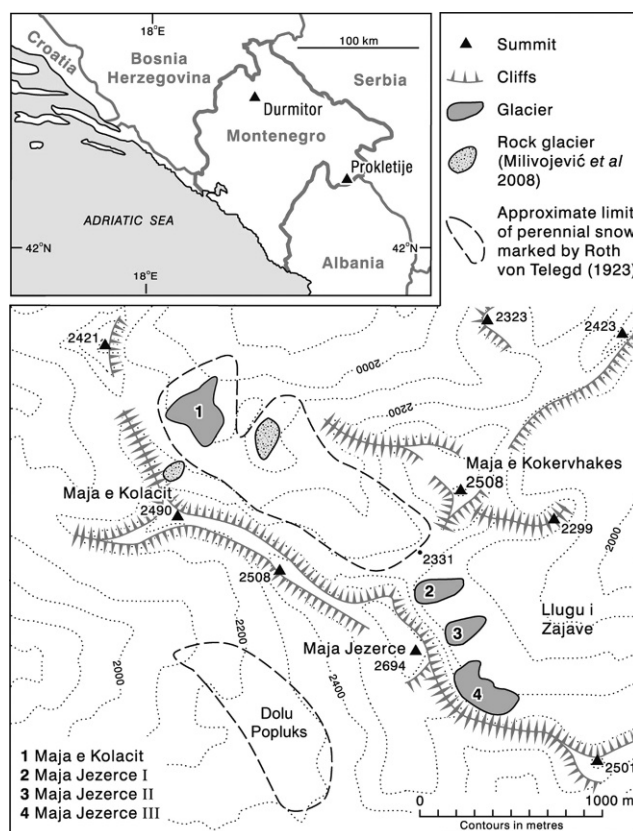 18°E
100 km
Croatia
Bosnia
Herzegovina
Serbia
Durmitor
Montenegro
Prokletije
ADRIATIC SEA
42°N
42°N
18°E
Albania
Summit
Cliffs
Glacier
Rock glacier
(Milivojević et al
2008)
Approximate limit
of perennial snow
marked by Roth
von Telegd (1923)
2421
2323
2423
2000
2200
1
Maja e Kokervhakes
2508
Maja e Kolacit
2490
2299
2331
2000
2508
2
Llugu i
Zajave
3
2200
Maja Jezerce
2694
2000
2400
4
Dolu
Popluks
2501
1 Maja e Kolacit
2 Maja Jezerce I
3 Maja Jezerce II
4 Maja Jezerce III
0 1000 m
Contours in metres